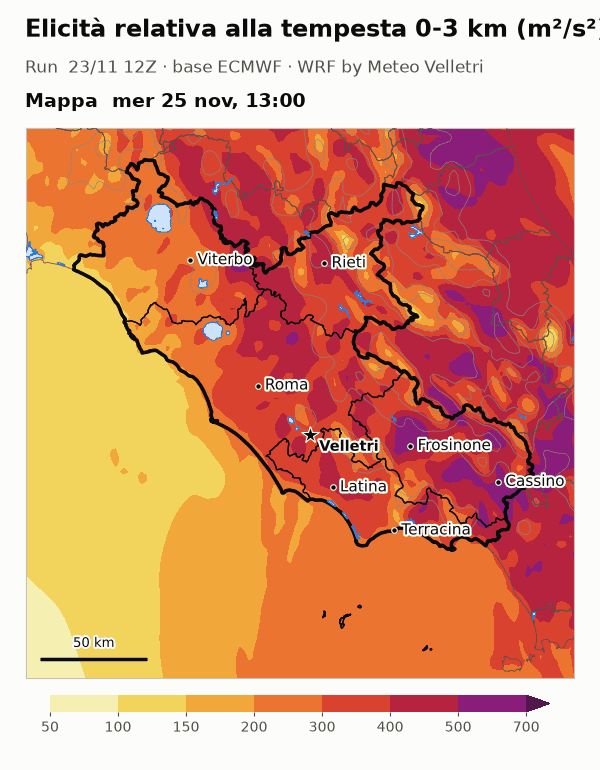 Elicità relativa alla tempesta 0-3 km (m²/s²)
Run 23/11 12Z · base ECMWF · WRF by Meteo Velletri
Mappa mer 25 nov, 13:00
Viterbo
Rieti
Roma
Velletri
Frosinone
Cassino
Latina
Terracina
50 km
50 100 150 200 300 400 500 700